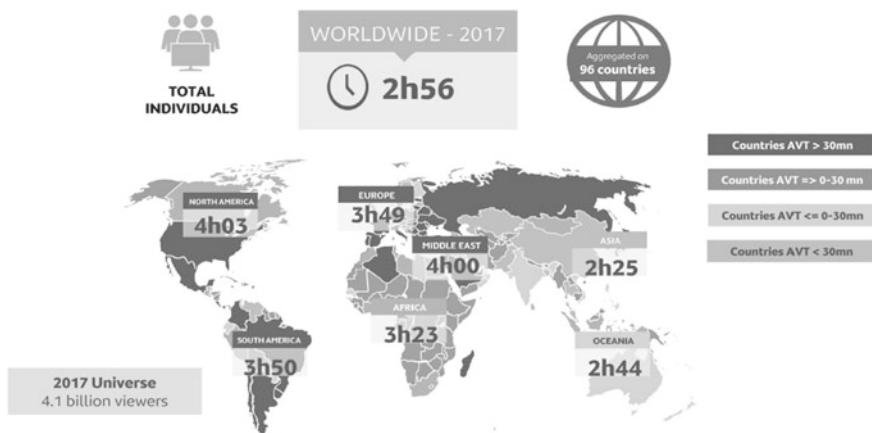 TOTAL
INDIVIDUALS
WORLDWIDE - 2017
2h56
Aggregated on
96 countries
Countries AVT > 30mn
Countries AVT => 0-30 mn
Countries AVT <= 0-30mn
Countries AVT < 30mn
NORTH AMERICA
4h03
EUROPE
3h49
MIDDLE EAST
4h00
ASIA
2h25
AFRICA
3h23
SOUTH AMERICA
3h50
OCEANIA
2h44
2017 Universe
4.1 billion viewers